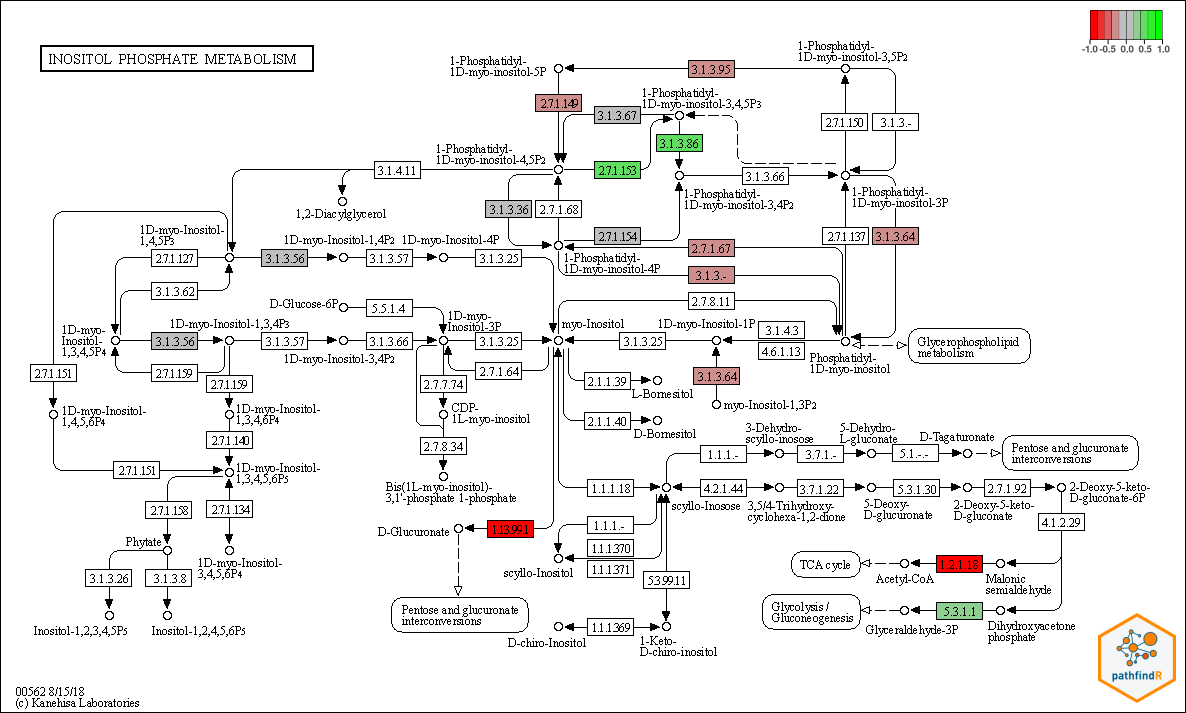 -1.0 -0.5 0.0 0.5 1.0
INOSITOL PHOSPHATE METABOLISM
1-Phosphatidyl-
1D-myo-inositol-5P
3.1.3.95
1-Phosphatidyl-
1D-myo-inositol-3,5P2
2.7.1.149
3.1.3.67
1-Phosphatidyl-
1D-myo-inositol-3,4,5P3
2.7.1.150
3.1.3.-
3.1.3.86
1-Phosphatidyl-
1D-myo-inositol-4,5P2
3.1.4.11
2.7.1.153
3.1.3.66
1,2-Diacylglycerol
3.1.3.36
2.7.1.68
1-Phosphatidyl-
1D-myo-inositol-3,4P2
1-Phosphatidyl-
1D-myo-inositol-3P
2.7.1.154
2.7.1.137
3.1.3.64
1D-myo-Inositol-
1,4,5P3
1D-myo-Inositol-1,4P2
1D-myo-Inositol-4P
2.7.1.67
2.7.1.127
3.1.3.56
3.1.3.57
3.1.3.25
1-Phosphatidyl-
1D-myo-inositol-4P
3.1.3.-
3.1.3.62
D-Glucose-6P
5.5.1.4
2.7.8.11
1D-myo-
Inositol-
1,3,4,5P4
1D-myo-Inositol-1,3,4P3
1D-myo-
Inositol-3P
myo-Inositol
1D-myo-Inositol-1P
3.1.4.3
3.1.3.56
3.1.3.57
3.1.3.66
3.1.3.25
3.1.3.25
4.6.1.13
Glycerophospholipid
metabolism
1D-myo-Inositol-3,4P2
Phosphatidyl-
1D-myo-inositol
2.7.1.151
2.7.1.159
2.7.1.159
2.7.7.74
2.7.1.64
2.1.1.39
L-Bornesitol
3.1.3.64
myo-Inositol-1,3P2
1D-myo-Inositol-
1,4,5,6P4
1D-myo-Inositol-
1,3,4,6P4
CDP-
1L-myo-inositol
2.1.1.40
D-Bornesitol
2.7.1.140
2.7.8.34
3-Dehydro-
scyllo-inosose
5-Dehydro-
L-gluconate
D-Tagaturonate
1.1.1.-
3.7.1.-
5.1.-.-
Pentose and glucuronate
interconversions
2.7.1.151
1D-myo-Inositol-
1,3,4,5,6P5
Bis(1L-myo-inositol)-
3,1'-phosphate 1-phosphate
1.1.1.18
4.2.1.44
3.7.1.22
5.3.1.30
2.7.1.92
2-Deoxy-5-keto-
D-gluconate-6P
scyllo-Inosose
3,5/4-Trihydroxy-
cyclohexa-1,2-dione
5-Deoxy-
D-glucuronate
2-Deoxy-5-keto-
D-gluconate
2.7.1.158
2.7.1.134
D-Glucuronate
1.13.99.1
1.1.1.-
4.1.2.29
Phytate
1D-myo-Inositol-
3,4,5,6P4
1.1.1.370
1.1.1.371
scyllo-Inositol
TCA cycle
Acetyl-CoA
1.2.1.18
Malonic
semialdehyde
3.1.3.26
3.1.3.8
5.3.99.11
Inositol-1,2,3,4,5P5
Inositol-1,2,4,5,6P5
Pentose and glucuronate
interconversions
D-chiro-Inositol
1.1.1.369
1-Keto-
D-chiro-inositol
Glycolysis /
Gluconeogenesis
Glyceraldehyde-3P
5.3.1.1
Dihydroxyacetone
phosphate
pathfindR
00562 8/15/18
(c) Kanehisa Laboratories